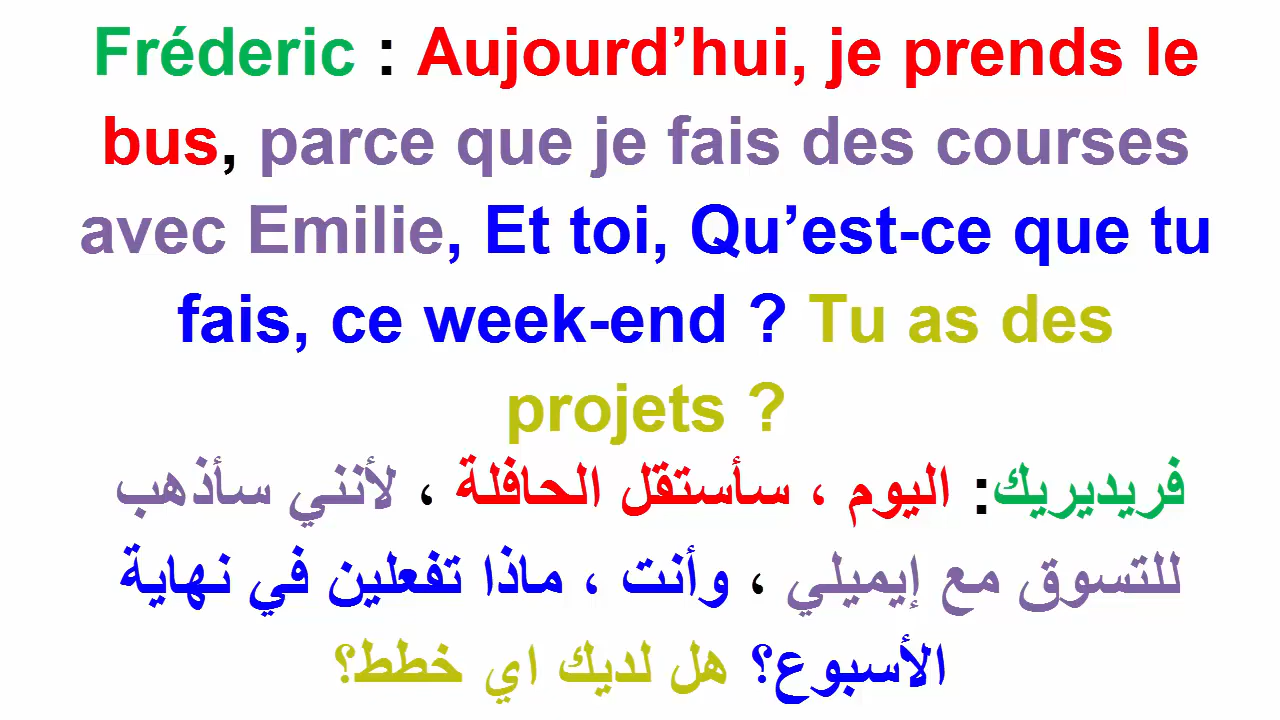 Fréderic : Aujourd’hui, je prends le
bus, parce que je fais des courses
avec Emilie, Et toi, Qu’est-ce que tu
fais, ce week-end ? Tu as des
projets ?
فريديريك: اليوم ، سأستقل الحافلة ، لأنني سأذهب
للتسوق مع إيميلي ، وأنت ، ماذا تفعلين في نهاية
الأسبوع؟ هل لديك اي خطط؟